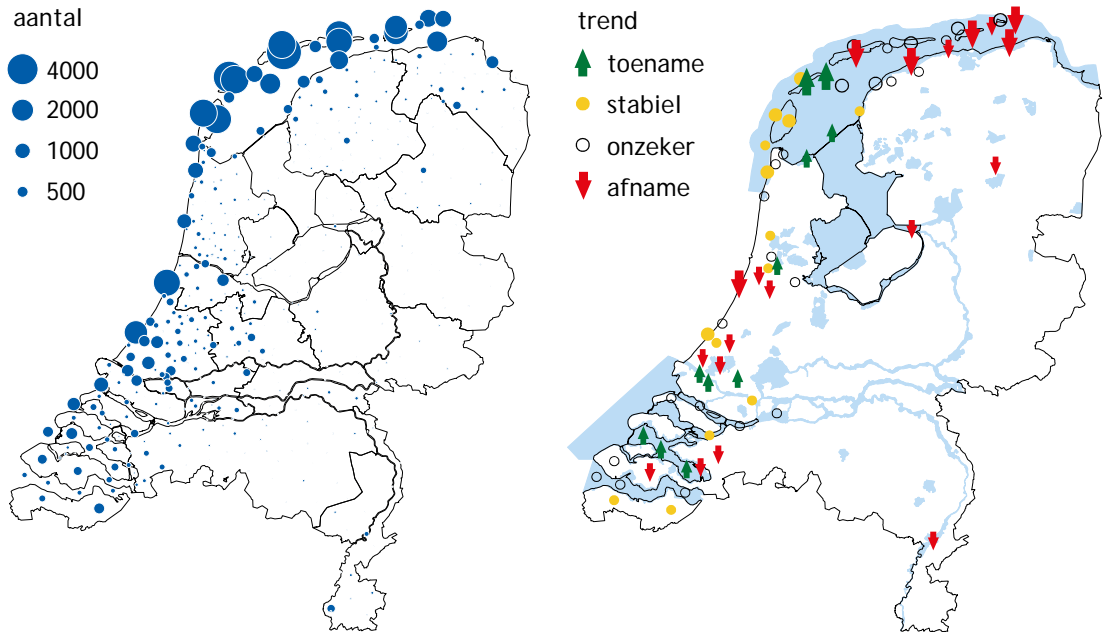 aantal
4000
2000
1000
500
trend
toename
stabiel
onzeker
afname